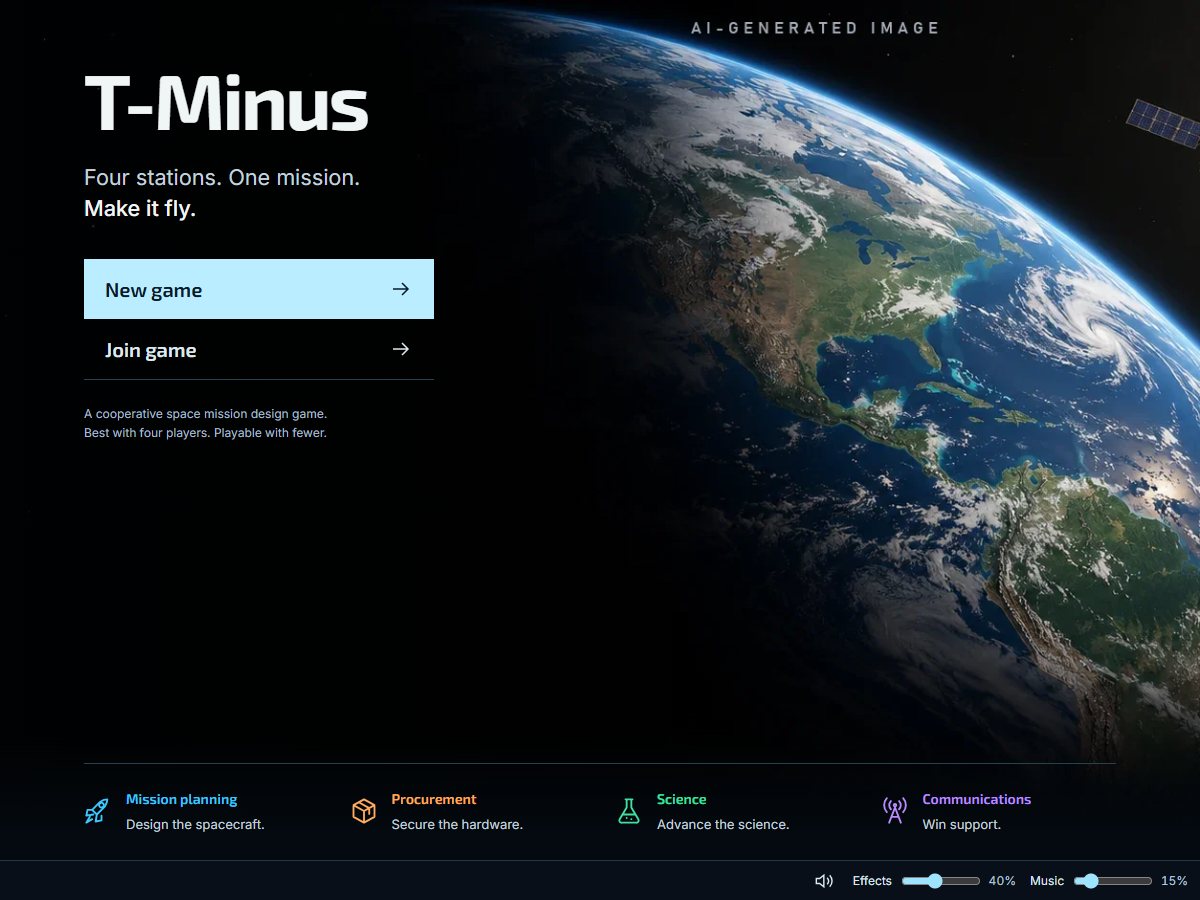 AI-GENERATED IMAGE
T-Minus
Four stations. One mission.
Make it fly.
New game
Join game
A cooperative space mission design game.
Best with four players. Playable with fewer.
Mission planning
Design the spacecraft.
Procurement
Secure the hardware.
Science
Advance the science.
Communications
Win support.
Effects 40% Music 15%